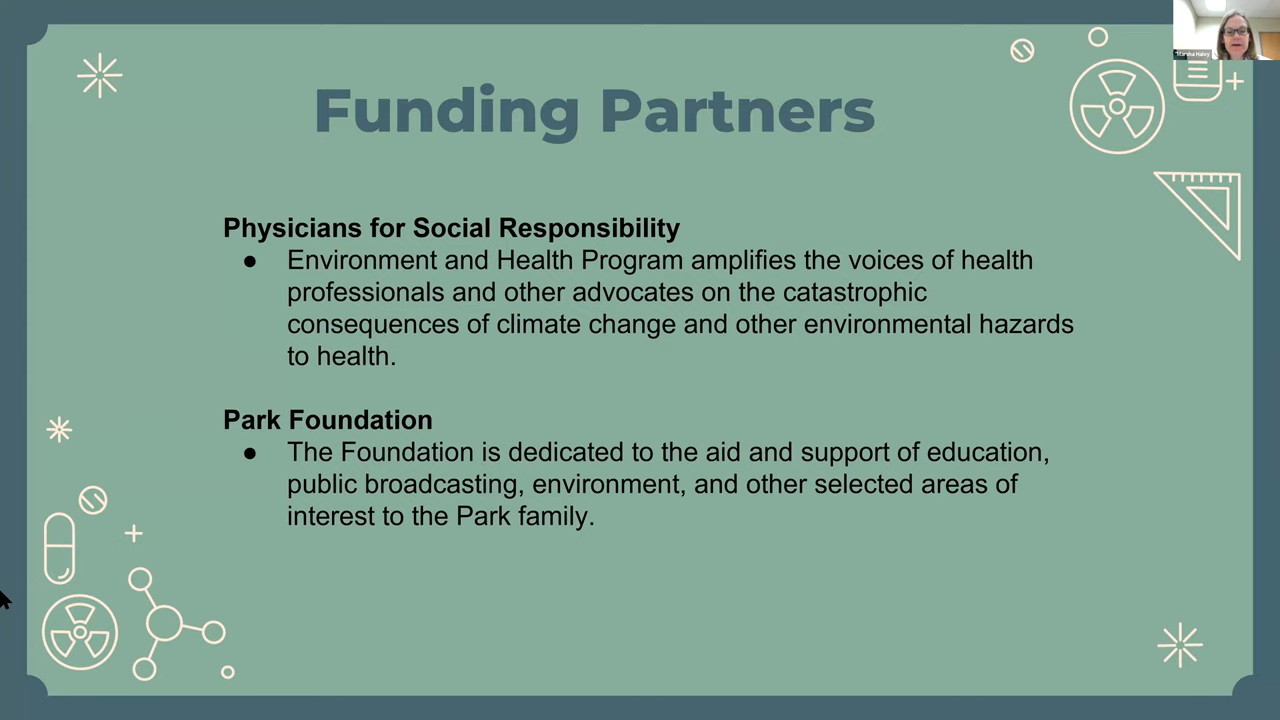 Funding Partners
Physicians for Social Responsibility
● Environment and Health Program amplifies the voices of health
professionals and other advocates on the catastrophic
consequences of climate change and other environmental hazards
to health.
Park Foundation
● The Foundation is dedicated to the aid and support of education,
public broadcasting, environment, and other selected areas of
interest to the Park family.